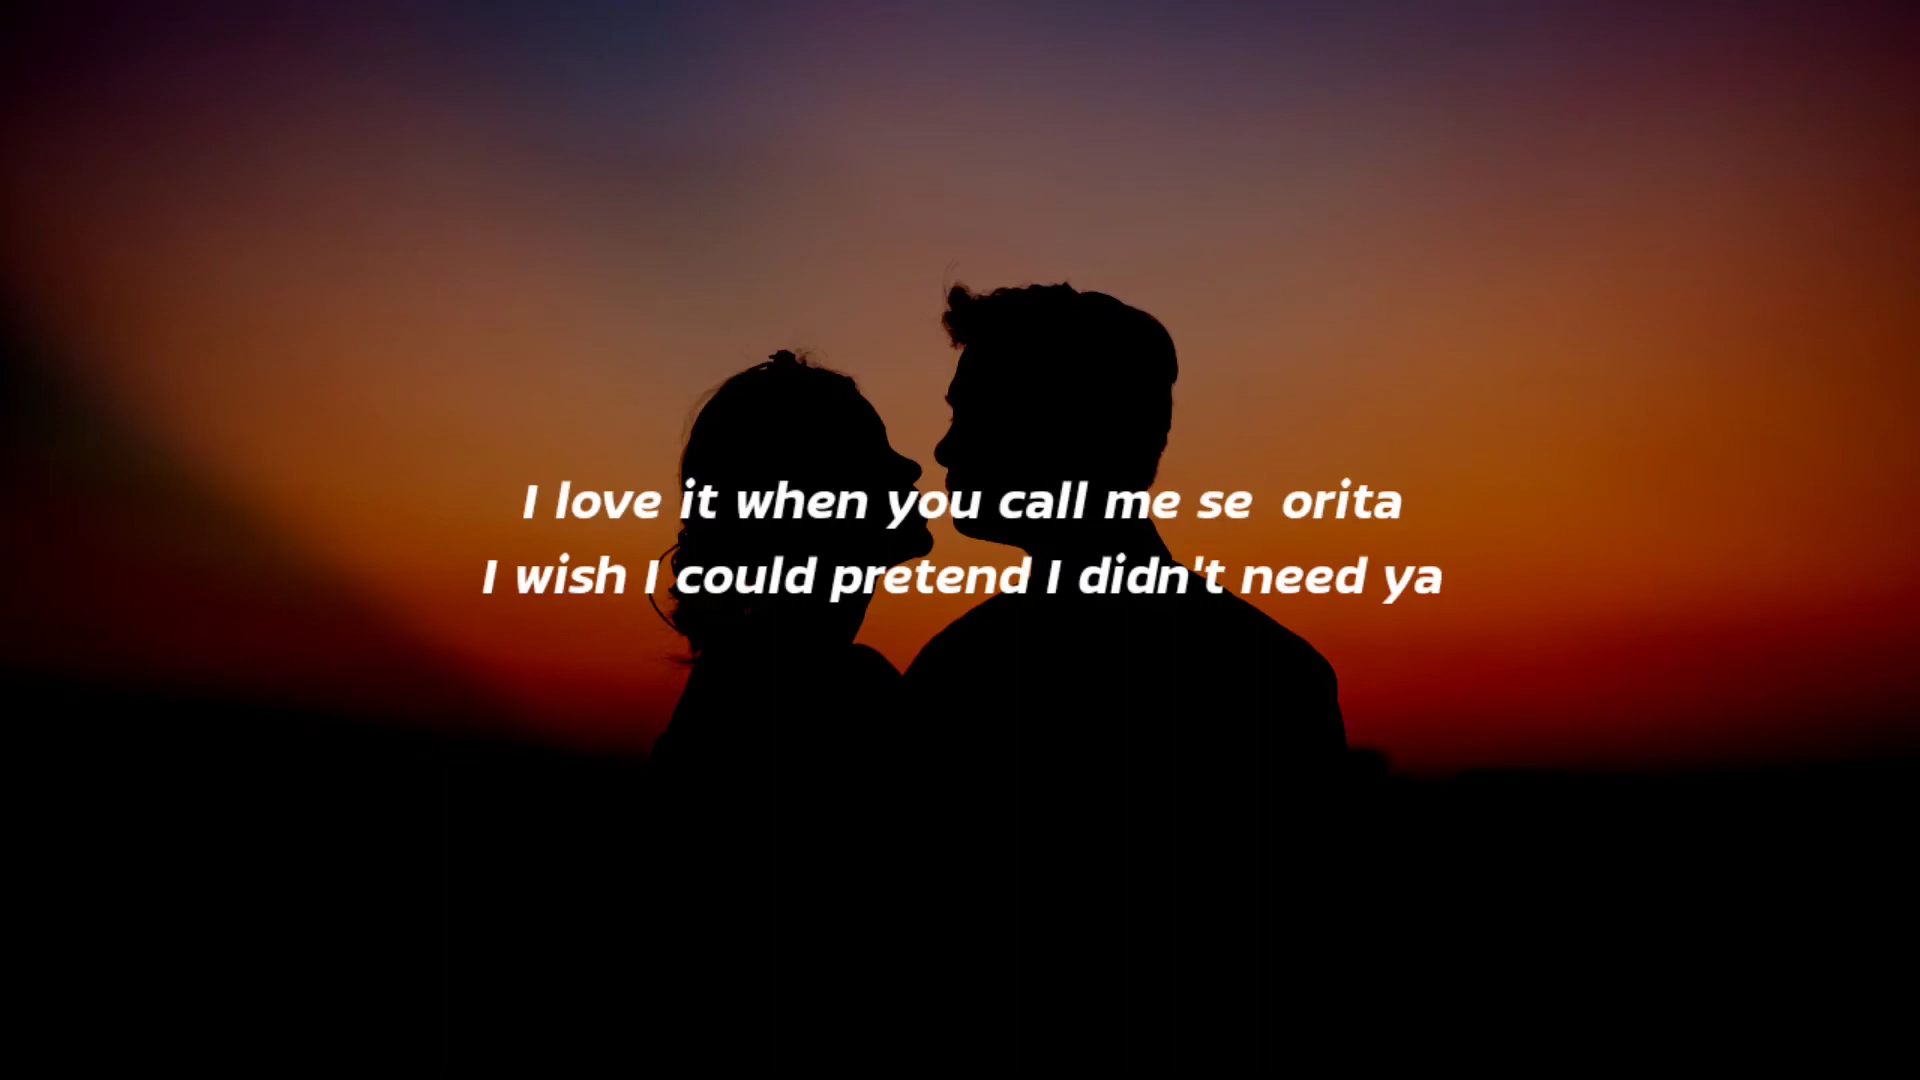 I love it when you call me se orita
I wish I could pretend I didn't need ya